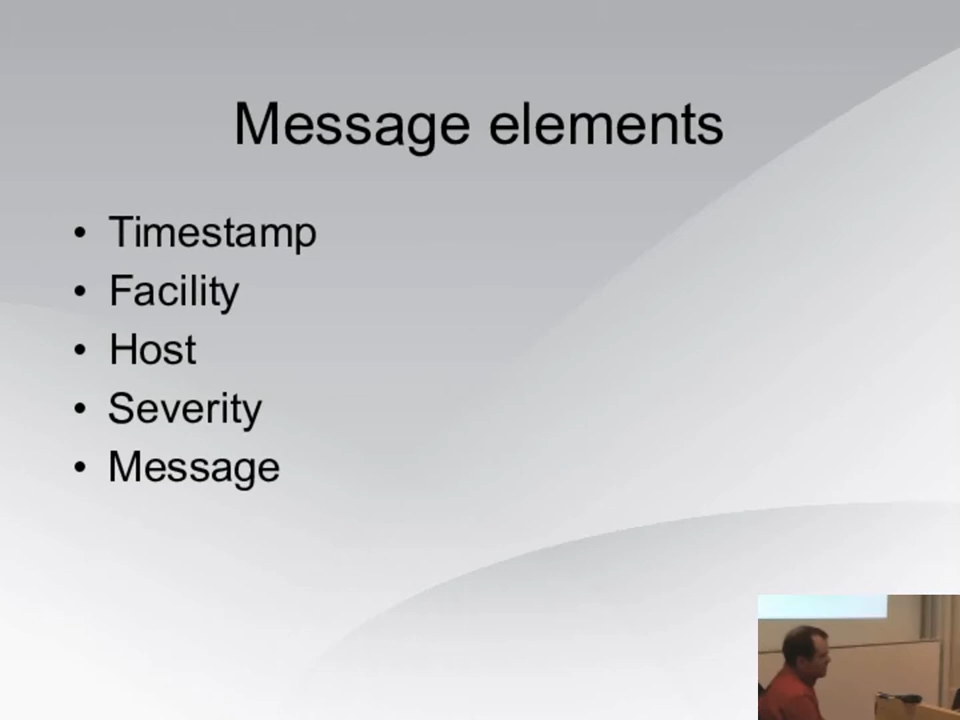 Message elements
• Timestamp
• Facility
• Host
• Severity
• Message